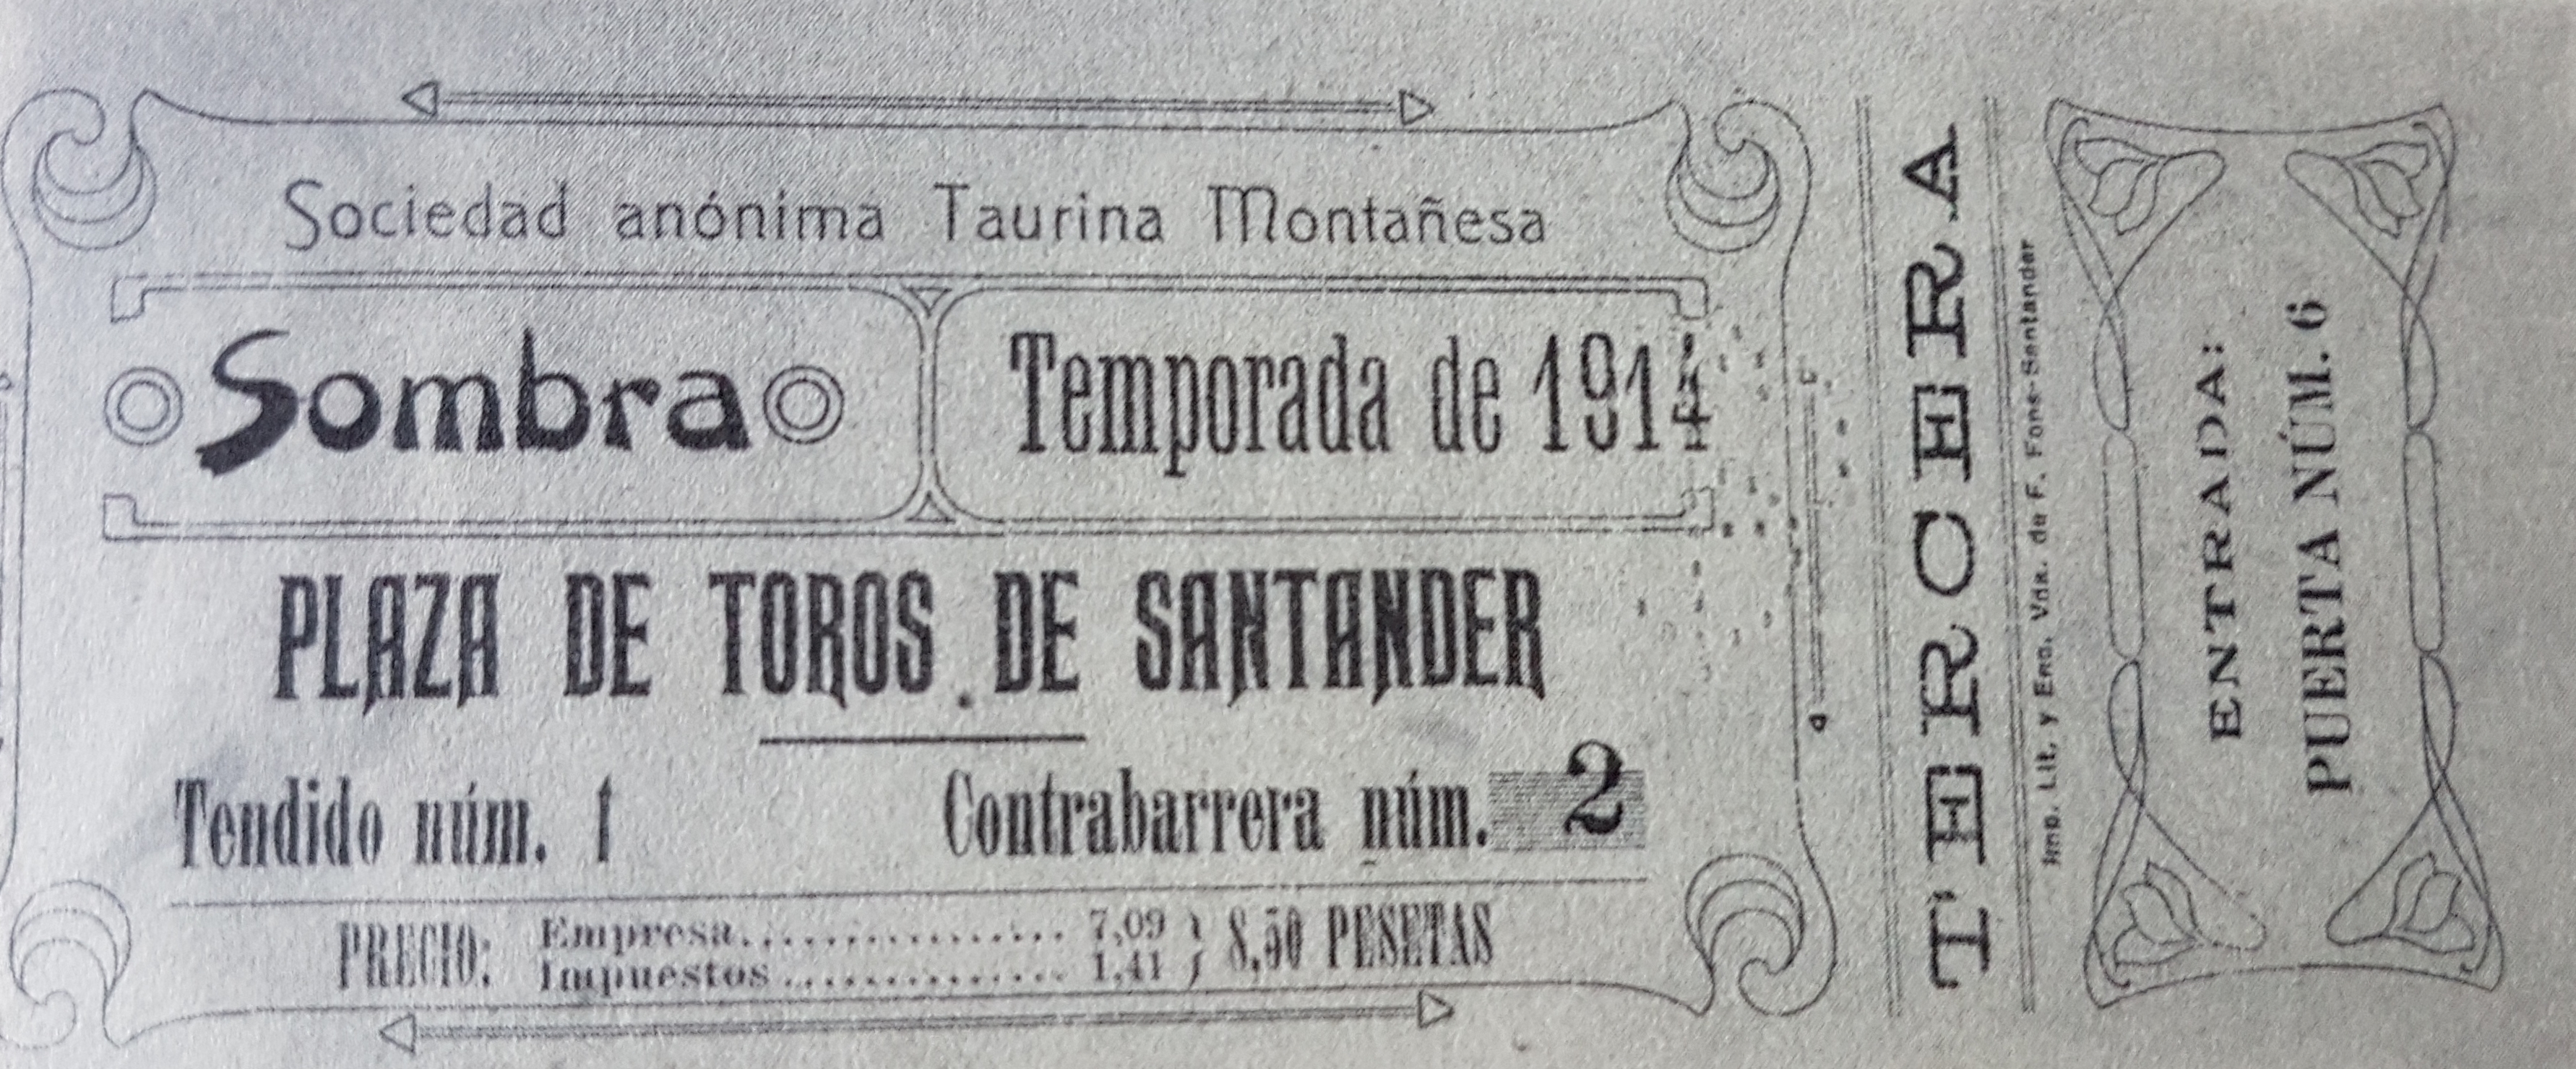 Sociedad anónima Taurina Montañesa
Sombra
Temporada de 1914
PLAZA DE TOROS DE SANTANDER
Tendido núm. 1
Contrabarrera núm. 2
PRECIO:
Empresa................ 7,09
Impuestos.............. 1,41
8,50 PESETAS
TERCERA
Imp. Lit. y Enc. Vda. de F. Fons-Santander
ENTRADA:
PUERTA NÚM. 6